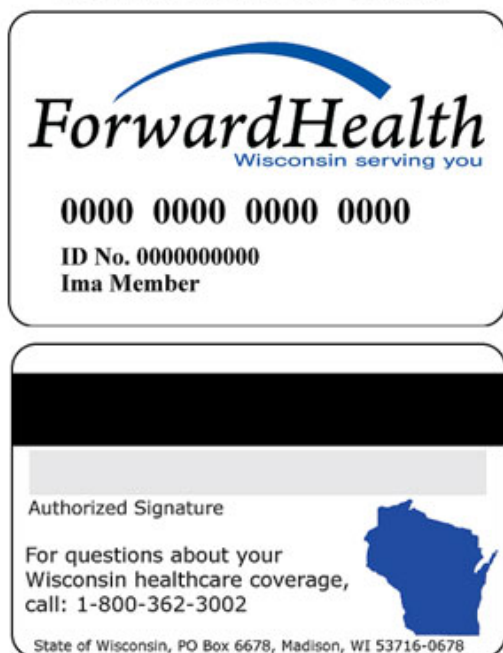 ForwardHealth
Wisconsin serving you
0000 0000 0000 0000
ID No. 0000000000
Ima Member
Authorized Signature
For questions about your
Wisconsin healthcare coverage,
call: 1-800-362-3002
State of Wisconsin, PO Box 6678, Madison, WI 53716-0678